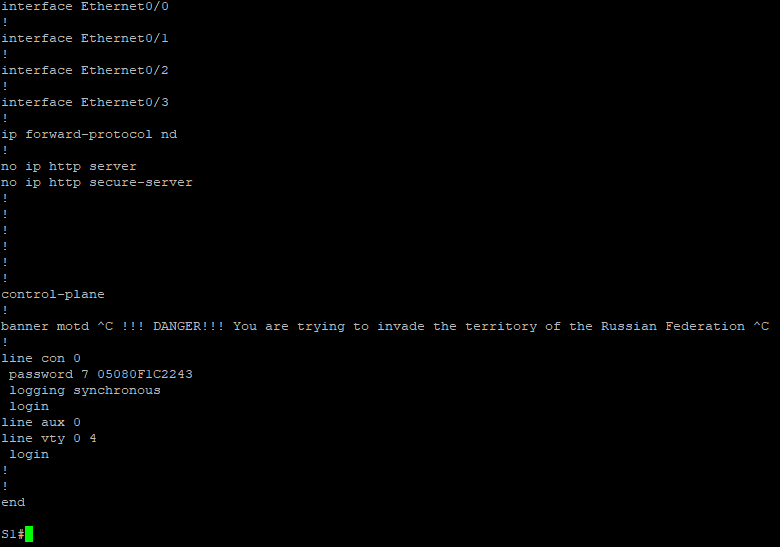 interface Ethernet0/0
!
interface Ethernet0/1
!
interface Ethernet0/2
!
interface Ethernet0/3
!
ip forward-protocol nd
!
no ip http server
no ip http secure-server
!
!
!
!
!
!
control-plane
!
banner motd ^C !!! DANGER!!! You are trying to invade the territory of the Russian Federation ^C
!
line con 0
 password 7 05080F1C2243
 logging synchronous
 login
line aux 0
line vty 0 4
 login
!
!
end
S1#